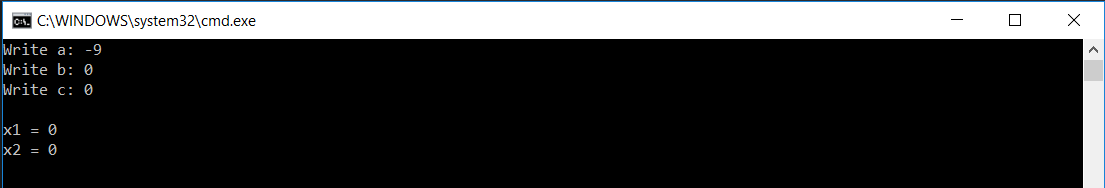 C:\WINDOWS\system32\cmd.exe
Write a: -9
Write b: 0
Write c: 0
x1 = 0
x2 = 0